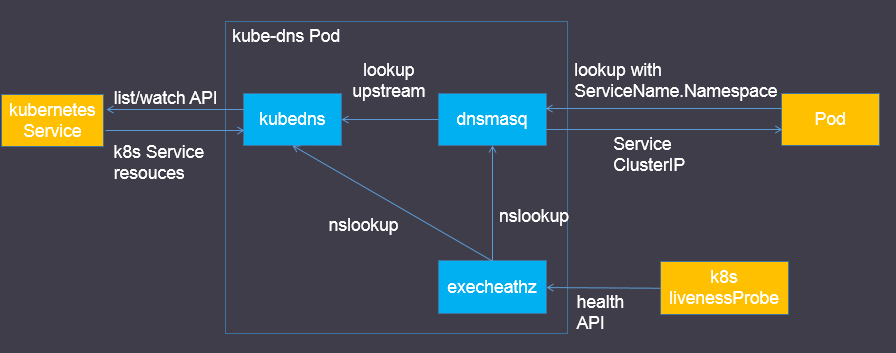 kube-dns Pod
lookup
upstream
lookup with
ServiceName.Namespace
list/watch API
kubernetes
Service
kubedns
dnsmasq
Pod
k8s Service
resouces
Service
ClusterIP
nslookup
nslookup
execheathz
k8s
livenessProbe
health
API